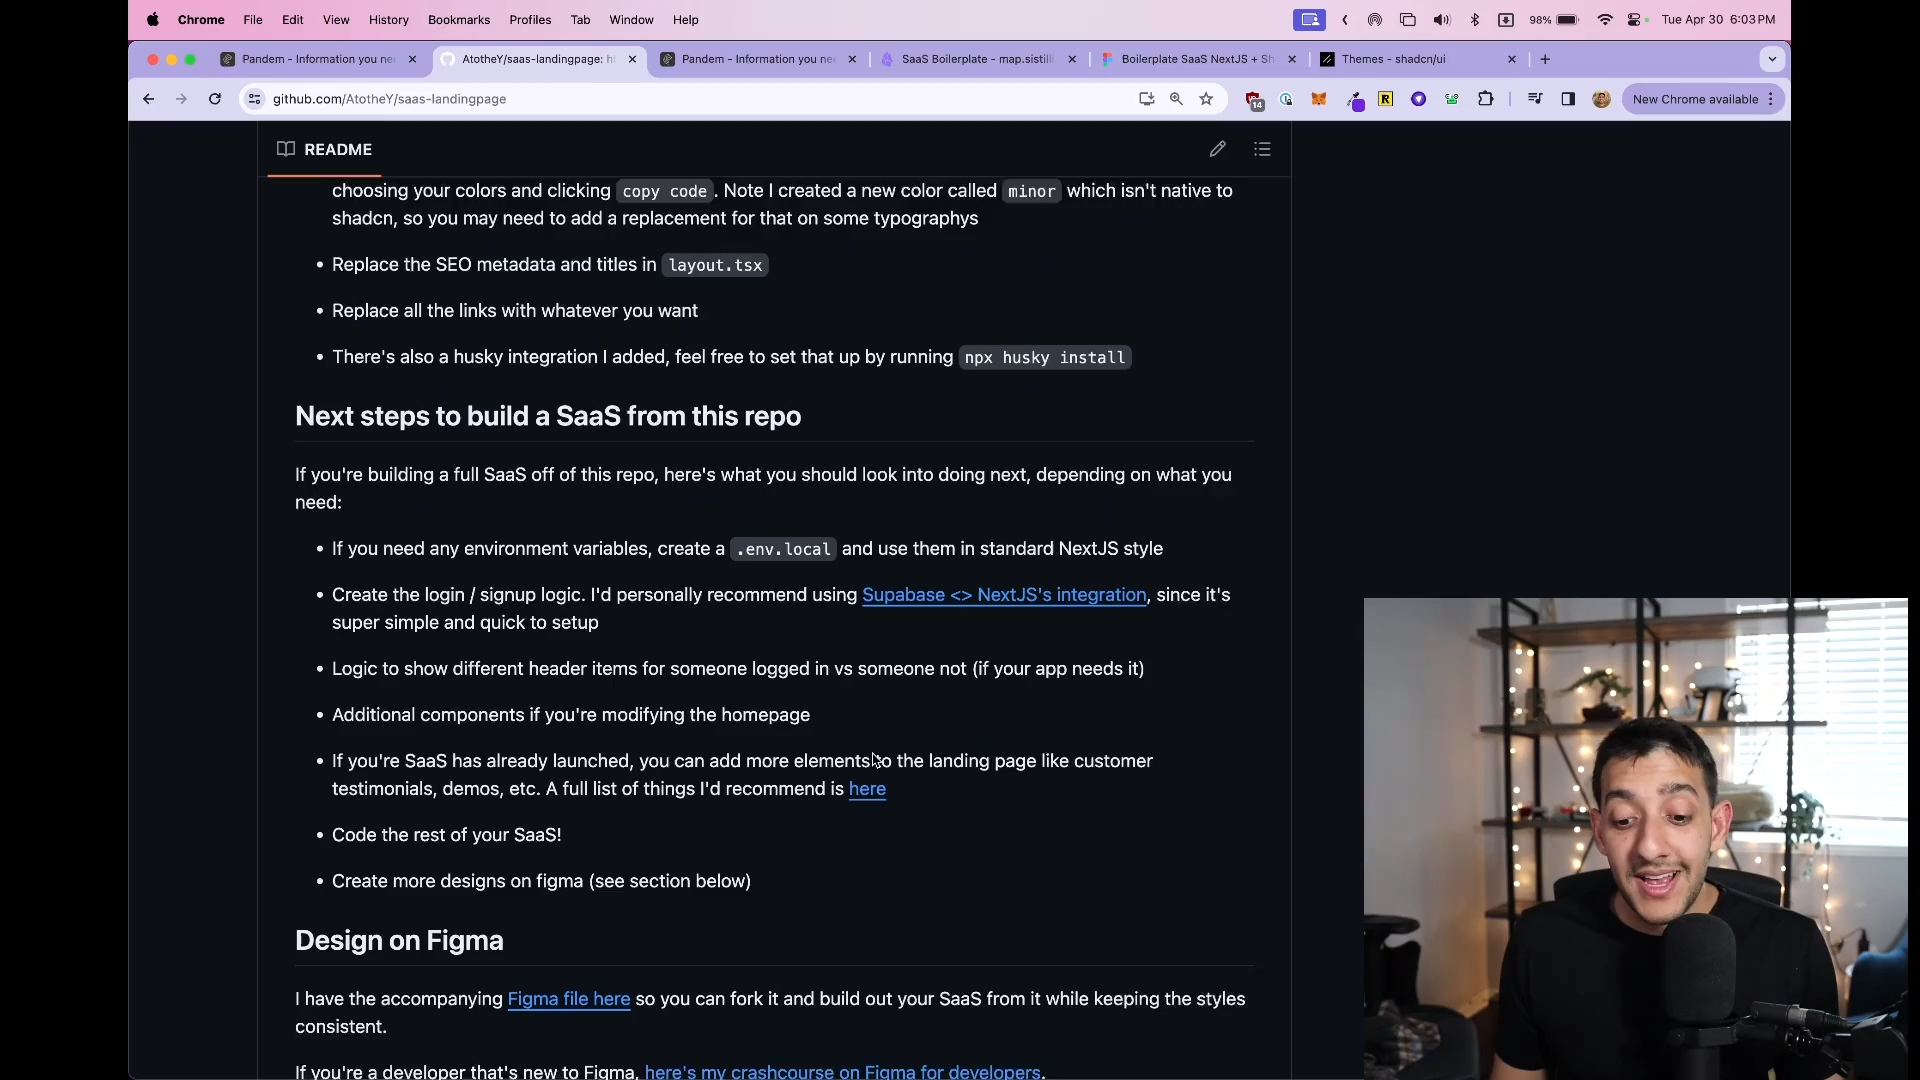 Chrome File Edit View History Bookmarks Profiles Tab Window Help 98% Tue Apr 30 6:03 PM
Pandem - Information you nee AtotheY/saas-landingpage: ht Pandem - Information you nee SaaS Boilerplate - map.sistilli Boilerplate SaaS NextJS + Sh Themes - shadcn/ui
github.com/AtotheY/saas-landingpage 14 R New Chrome available
README
choosing your colors and clicking copy code. Note I created a new color called minor which isn't native to
shadcn, so you may need to add a replacement for that on some typographys
• Replace the SEO metadata and titles in layout.tsx
• Replace all the links with whatever you want
• There's also a husky integration I added, feel free to set that up by running npx husky install
Next steps to build a SaaS from this repo
If you're building a full SaaS off of this repo, here's what you should look into doing next, depending on what you
need:
• If you need any environment variables, create a .env.local and use them in standard NextJS style
• Create the login / signup logic. I'd personally recommend using Supabase <> NextJS's integration, since it's
super simple and quick to setup
• Logic to show different header items for someone logged in vs someone not (if your app needs it)
• Additional components if you're modifying the homepage
• If you're SaaS has already launched, you can add more elements to the landing page like customer
testimonials, demos, etc. A full list of things I'd recommend is here
• Code the rest of your SaaS!
• Create more designs on figma (see section below)
Design on Figma
I have the accompanying Figma file here so you can fork it and build out your SaaS from it while keeping the styles
consistent.
If you're a developer that's new to Figma, here's my crashcourse on Figma for developers.